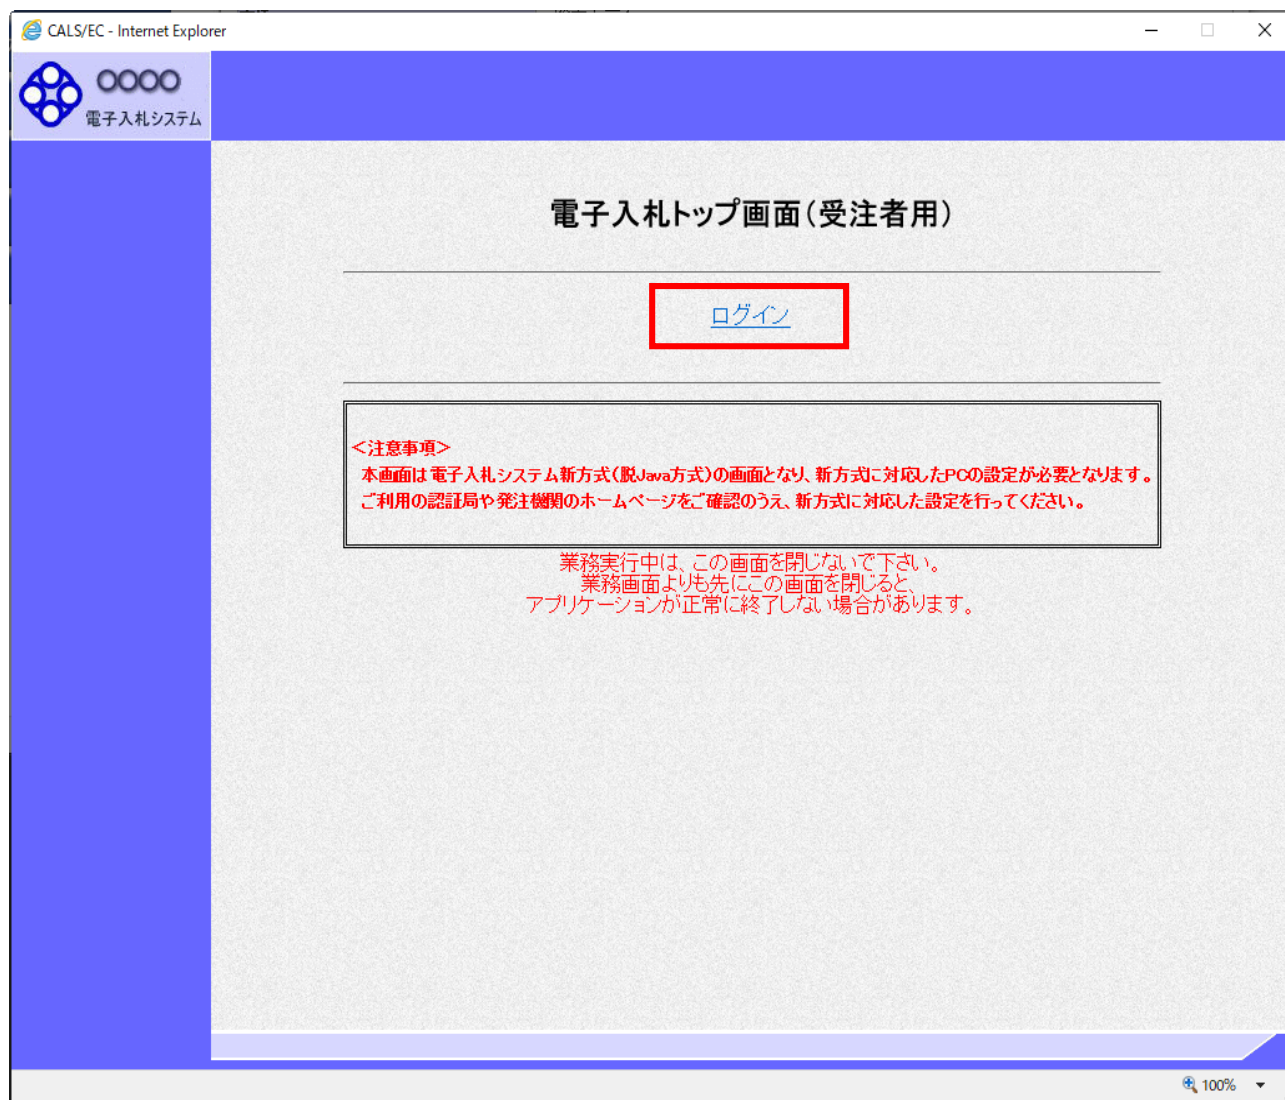 CALS/EC - Internet Explorer
○○○○
電子入札システム
電子入札トップ画面(受注者用)
ログイン
＜注意事項＞
本画面は電子入札システム新方式(脱Java方式)の画面となり、新方式に対応したPCの設定が必要となります。
ご利用の認証局や発注機関のホームページをご確認のうえ、新方式に対応した設定を行ってください。
業務実行中は、この画面を閉じないで下さい。
業務画面よりも先にこの画面を閉じると、
アプリケーションが正常に終了しない場合があります。
100%